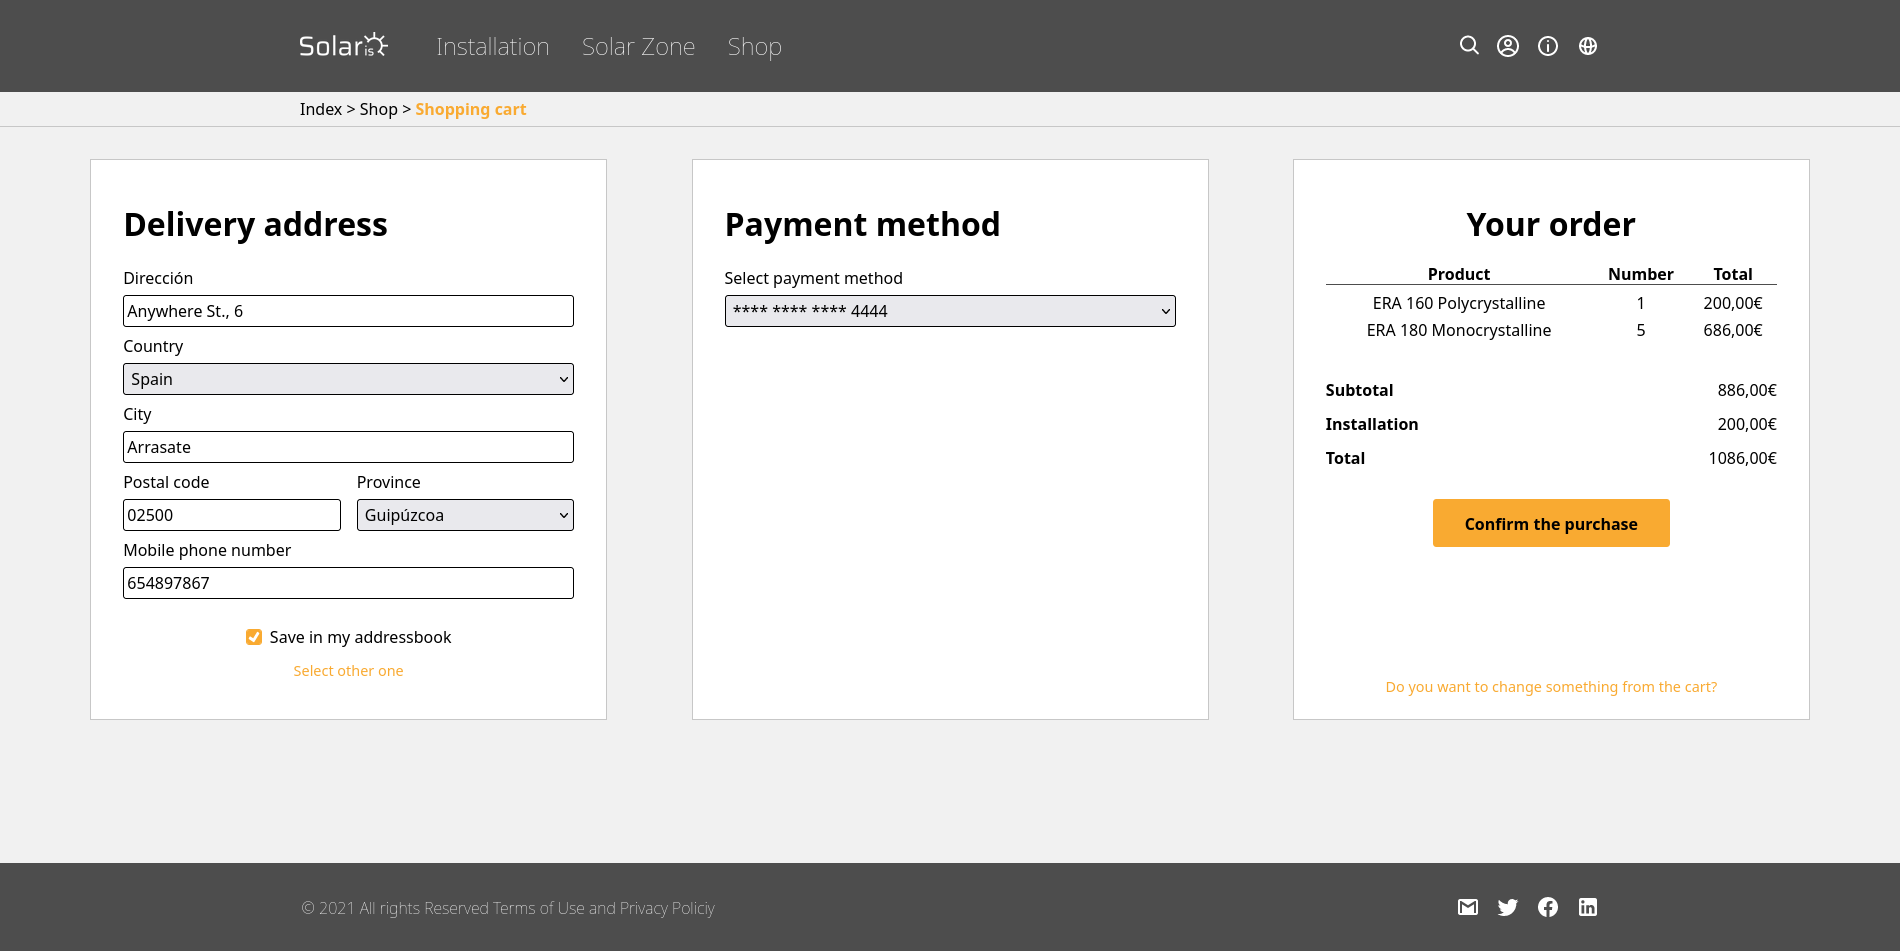 Solar is
Installation Solar Zone Shop
Index > Shop > Shopping cart
Delivery address
Dirección
Anywhere St., 6
Country
Spain
City
Arrasate
Postal code Province
02500 Guipúzcoa
Mobile phone number
654897867
Save in my addressbook
Select other one
Payment method
Select payment method
**** **** **** 4444
Your order
Product Number Total
ERA 160 Polycrystalline 1 200,00€
ERA 180 Monocrystalline 5 686,00€
Subtotal 886,00€
Installation 200,00€
Total 1086,00€
Confirm the purchase
Do you want to change something from the cart?
© 2021 All rights Reserved Terms of Use and Privacy Policiy